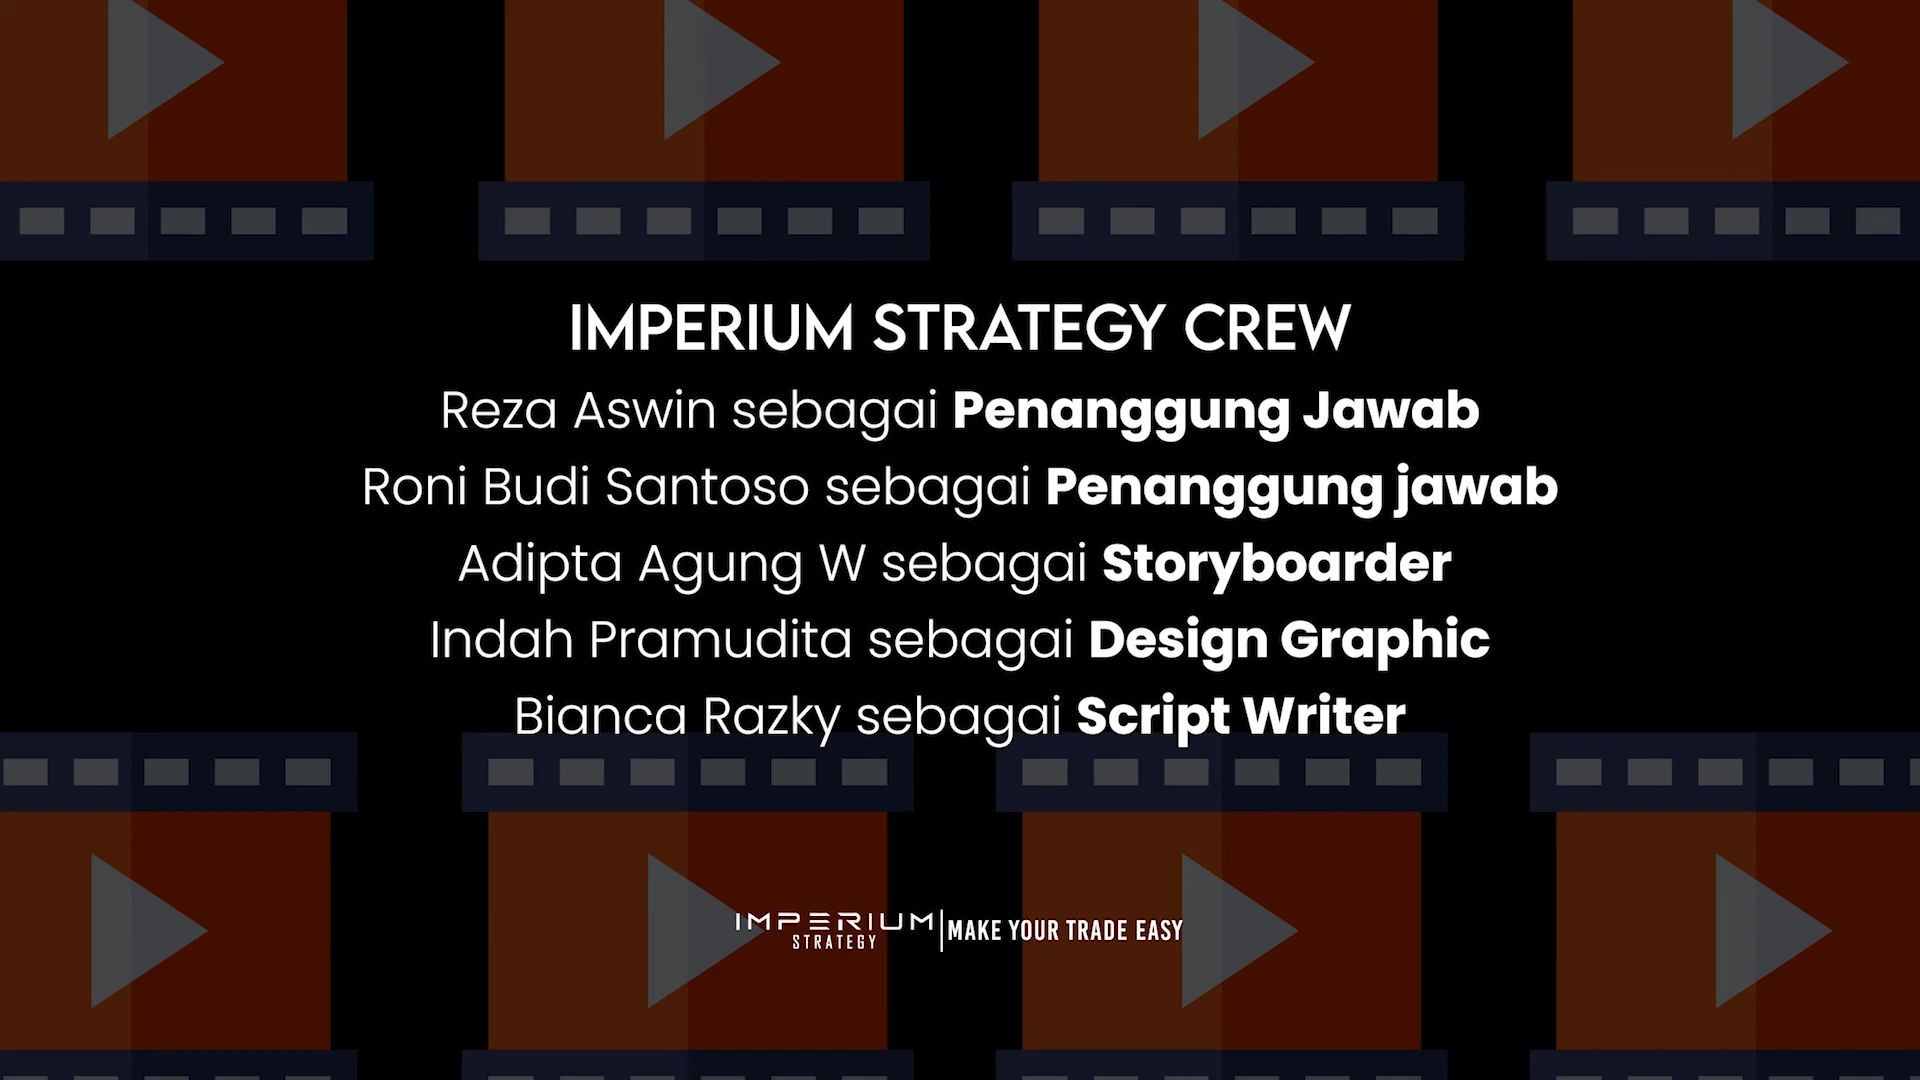 IMPERIUM STRATEGY CREW
Reza Aswin sebagai Penanggung Jawab
Roni Budi Santoso sebagai Penanggung jawab
Adipta Agung W sebagai Storyboarder
Indah Pramudita sebagai Design Graphic
Bianca Razky sebagai Script Writer
IMPERIUM
STRATEGY
MAKE YOUR TRADE EASY